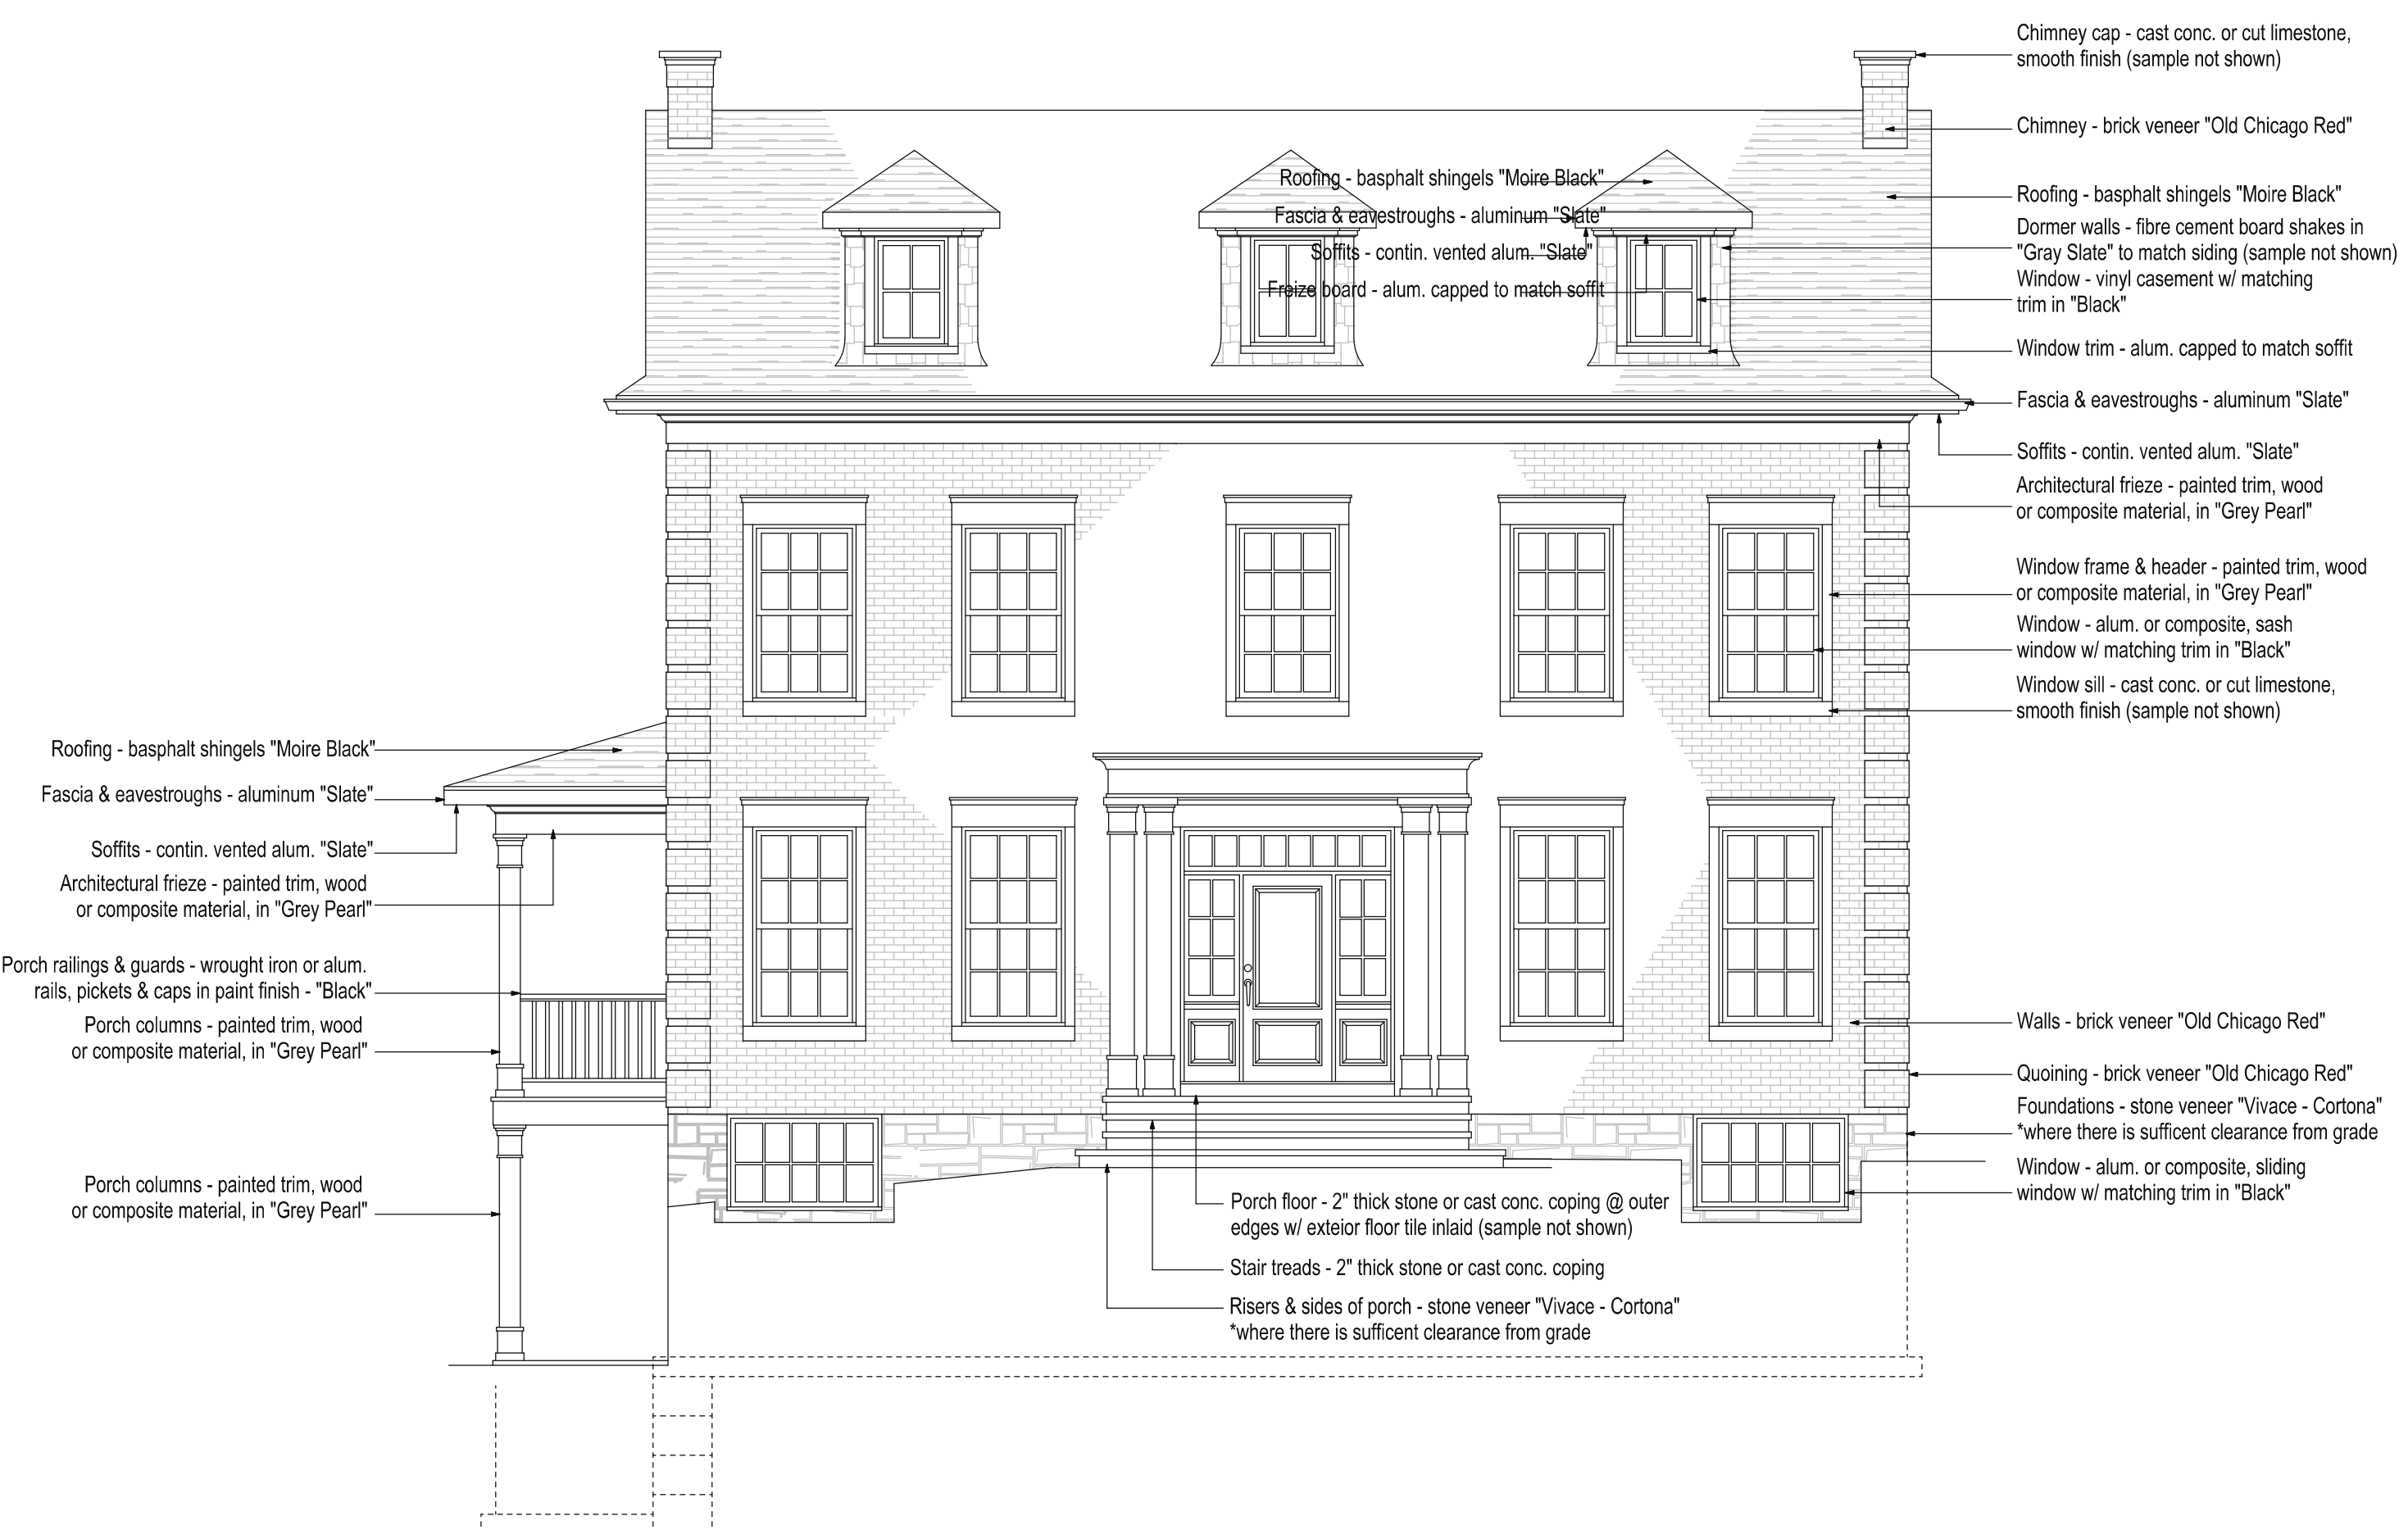 Chimney cap - cast conc. or cut limestone,
smooth finish (sample not shown)
Chimney - brick veneer "Old Chicago Red"
Roofing - basphalt shingels "Moire Black"
Dormer walls - fibre cement board shakes in
"Gray Slate" to match siding (sample not shown)
Window - vinyl casement w/ matching
trim in "Black"
Window trim - alum. capped to match soffit
Fascia & eavestroughs - aluminum "Slate"
Soffits - contin. vented alum. "Slate"
Architectural frieze - painted trim, wood
or composite material, in "Grey Pearl"
Window frame & header - painted trim, wood
or composite material, in "Grey Pearl"
Window - alum. or composite, sash
window w/ matching trim in "Black"
Window sill - cast conc. or cut limestone,
smooth finish (sample not shown)
Walls - brick veneer "Old Chicago Red"
Quoining - brick veneer "Old Chicago Red"
Foundations - stone veneer "Vivace - Cortona"
*where there is sufficent clearance from grade
Window - alum. or composite, sliding
window w/ matching trim in "Black"
Roofing - basphalt shingels "Moire Black"
Fascia & eavestroughs - aluminum "Slate"
Soffits - contin. vented alum. "Slate"
Froize board - alum. capped to match soffit
Roofing - basphalt shingels "Moire Black"
Fascia & eavestroughs - aluminum "Slate"
Soffits - contin. vented alum. "Slate"
Architectural frieze - painted trim, wood
or composite material, in "Grey Pearl"
Porch railings & guards - wrought iron or alum.
rails, pickets & caps in paint finish - "Black"
Porch columns - painted trim, wood
or composite material, in "Grey Pearl"
Porch columns - painted trim, wood
or composite material, in "Grey Pearl"
Porch floor - 2" thick stone or cast conc. coping @ outer
edges w/ exteior floor tile inlaid (sample not shown)
Stair treads - 2" thick stone or cast conc. coping
Risers & sides of porch - stone veneer "Vivace - Cortona"
*where there is sufficent clearance from grade